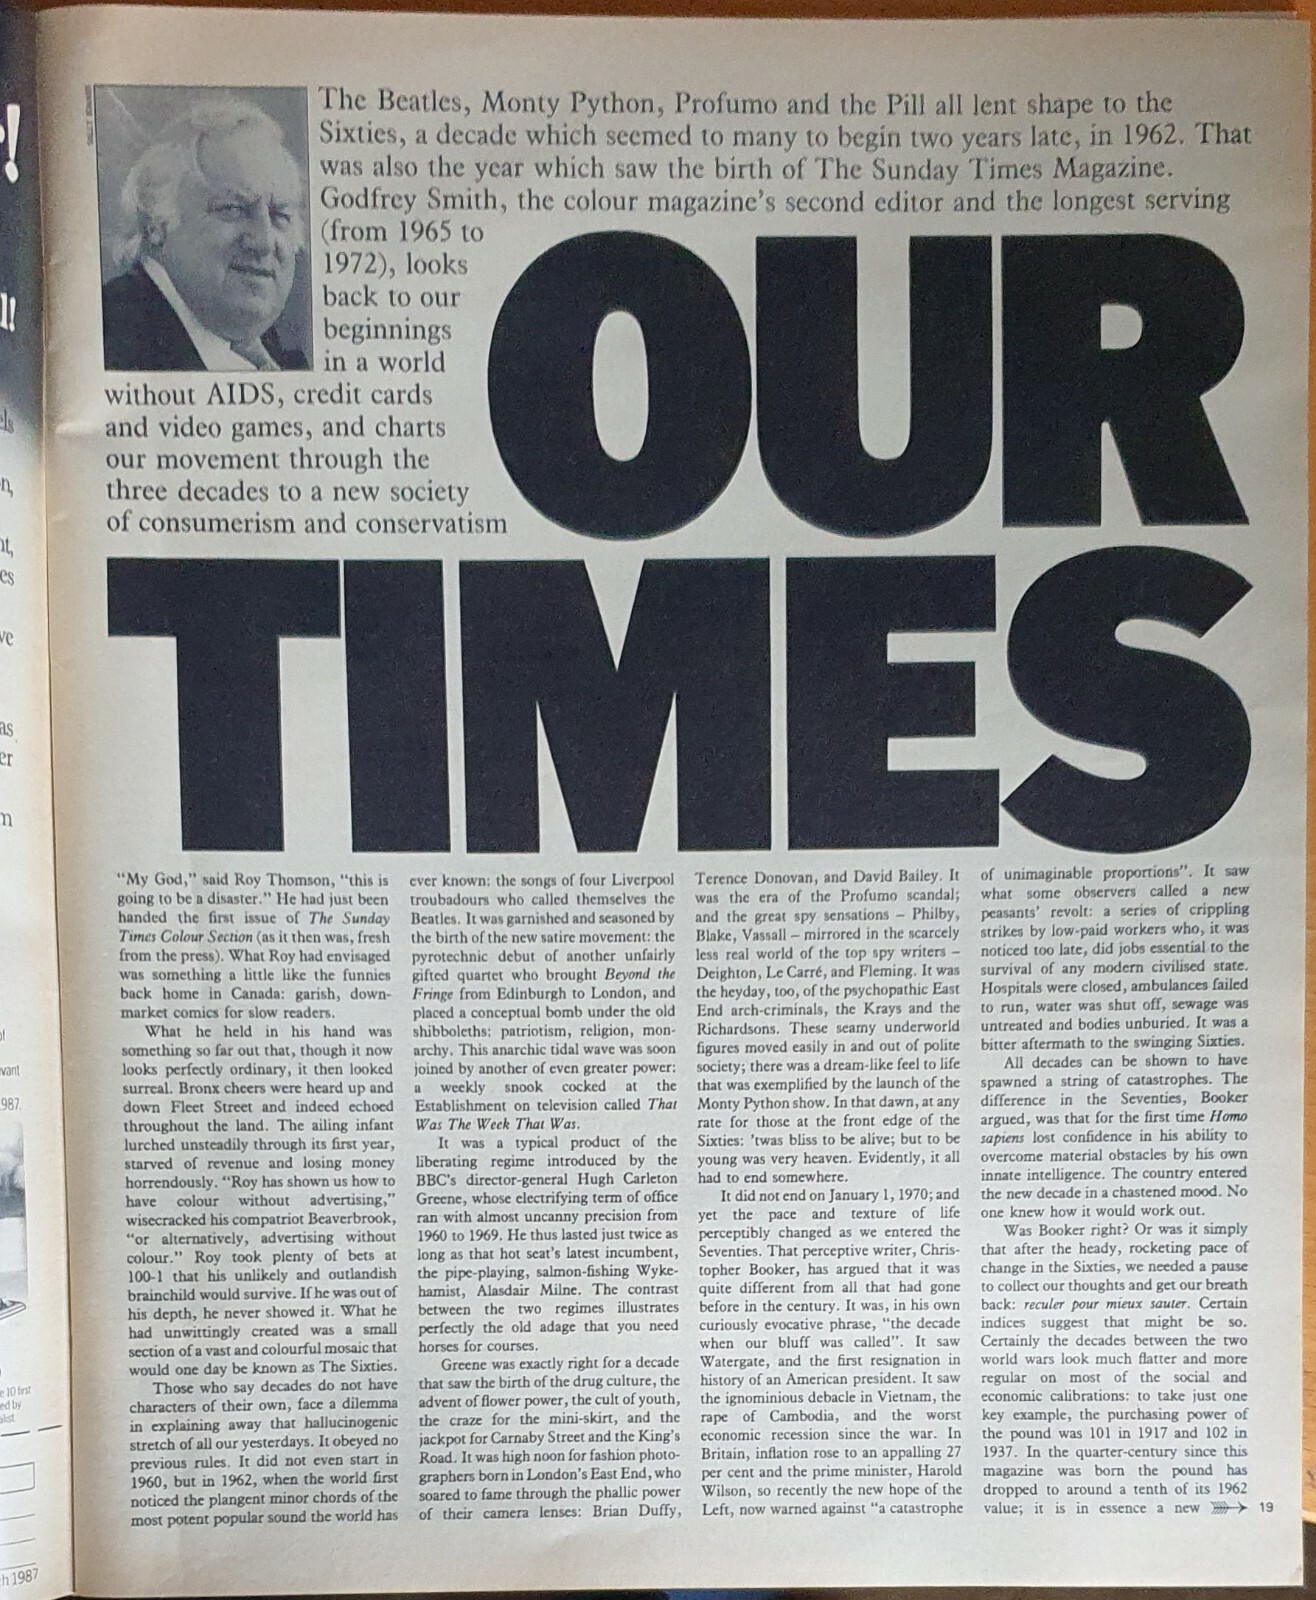 The Beatles, Monty Python, Profumo and the Pill all lent shape to the
Sixties, a decade which seemed to many to begin two years late, in 1962. That
was also the year which saw the birth of The Sunday Times Magazine.
Godfrey Smith, the colour magazine's second editor and the longest serving
(from 1965 to
1972), looks
back to our
beginnings
in a world
without AIDS, credit cards
and video games, and charts
our movement through the
three decades to a new society
of consumerism and conservatism
OUR
TIMES
"My God," said Roy Thomson, "this is
going to be a disaster." He had just been
handed the first issue of The Sunday
Times Colour Section (as it then was, fresh
from the press). What Roy had envisaged
was something a little like the funnies
back home in Canada: garish, down-
market comics for slow readers.
What he held in his hand was
something so far out that, though it now
looks perfectly ordinary, it then looked
surreal. Bronx cheers were heard up and
down Fleet Street and indeed echoed
throughout the land. The ailing infant
lurched unsteadily through its first year,
starved of revenue and losing money
horrendously. "Roy has shown us how to
have colour without advertising,"
wisecracked his compatriot Beaverbrook,
"or alternatively, advertising without
colour." Roy took plenty of bets at
100-1 that his unlikely and outlandish
brainchild would survive. If he was out of
his depth, he never showed it. What he
had unwittingly created was a small
section of a vast and colourful mosaic that
would one day be known as The Sixties.
Those who say decades do not have
characters of their own, face a dilemma
in explaining away that hallucinogenic
stretch of all our yesterdays. It obeyed no
previous rules. It did not even start in
1960, but in 1962, when the world first
noticed the plangent minor chords of the
most potent popular sound the world has
ever known: the songs of four Liverpool
troubadours who called themselves the
Beatles. It was garnished and seasoned by
the birth of the new satire movement: the
pyrotechnic debut of another unfairly
gifted quartet who brought Beyond the
Fringe from Edinburgh to London, and
placed a conceptual bomb under the old
shibboleths: patriotism, religion, mon-
archy. This anarchic tidal wave was soon
joined by another of even greater power:
a weekly snook cocked at the
Establishment on television called That
Was The Week That Was.
It was a typical product of the
liberating regime introduced by the
BBC's director-general Hugh Carleton
Greene, whose electrifying term of office
ran with almost uncanny precision from
1960 to 1969. He thus lasted just twice as
long as that hot seat's latest incumbent,
the pipe-playing, salmon-fishing Wyke-
hamist, Alasdair Milne. The contrast
between the two regimes illustrates
perfectly the old adage that you need
horses for courses.
Greene was exactly right for a decade
that saw the birth of the drug culture, the
advent of flower power, the cult of youth,
the craze for the mini-skirt, and the
jackpot for Carnaby Street and the King's
Road. It was high noon for fashion photo-
graphers born in London's East End, who
soared to fame through the phallic power
of their camera lenses: Brian Duffy,
Terence Donovan, and David Bailey. It
was the era of the Profumo scandal;
and the great spy sensations – Philby,
Blake, Vassall – mirrored in the scarcely
less real world of the top spy writers –
Deighton, Le Carré, and Fleming. It was
the heyday, too, of the psychopathic East
End arch-criminals, the Krays and the
Richardsons. These seamy underworld
figures moved easily in and out of polite
society; there was a dream-like feel to life
that was exemplified by the launch of the
Monty Python show. In that dawn, at any
rate for those at the front edge of the
Sixties: 'twas bliss to be alive; but to be
young was very heaven. Evidently, it all
had to end somewhere.
It did not end on January 1, 1970; and
yet the pace and texture of life
perceptibly changed as we entered the
Seventies. That perceptive writer, Chris-
topher Booker, has argued that it was
quite different from all that had gone
before in the century. It was, in his own
curiously evocative phrase, "the decade
when our bluff was called". It saw
Watergate, and the first resignation in
history of an American president. It saw
the ignominious debacle in Vietnam, the
rape of Cambodia, and the worst
economic recession since the war. In
Britain, inflation rose to an appalling 27
per cent and the prime minister, Harold
Wilson, so recently the new hope of the
Left, now warned against "a catastrophe
of unimaginable proportions". It saw
what some observers called a new
peasants' revolt: a series of crippling
strikes by low-paid workers who, it was
noticed too late, did jobs essential to the
survival of any modern civilised state.
Hospitals were closed, ambulances failed
to run, water was shut off, sewage was
untreated and bodies unburied. It was a
bitter aftermath to the swinging Sixties.
All decades can be shown to have
spawned a string of catastrophes. The
difference in the Seventies, Booker
argued, was that for the first time Homo
sapiens lost confidence in his ability to
overcome material obstacles by his own
innate intelligence. The country entered
the new decade in a chastened mood. No
one knew how it would work out.
Was Booker right? Or was it simply
that after the heady, rocketing pace of
change in the Sixties, we needed a pause
to collect our thoughts and get our breath
back: reculer pour mieux sauter. Certain
indices suggest that might be so.
Certainly the decades between the two
world wars look much flatter and more
regular on most of the social and
economic calibrations: to take just one
key example, the purchasing power of
the pound was 101 in 1917 and 102 in
1937. In the quarter-century since this
magazine was born the pound has
dropped to around a tenth of its 1962
value; it is in essence a new
19